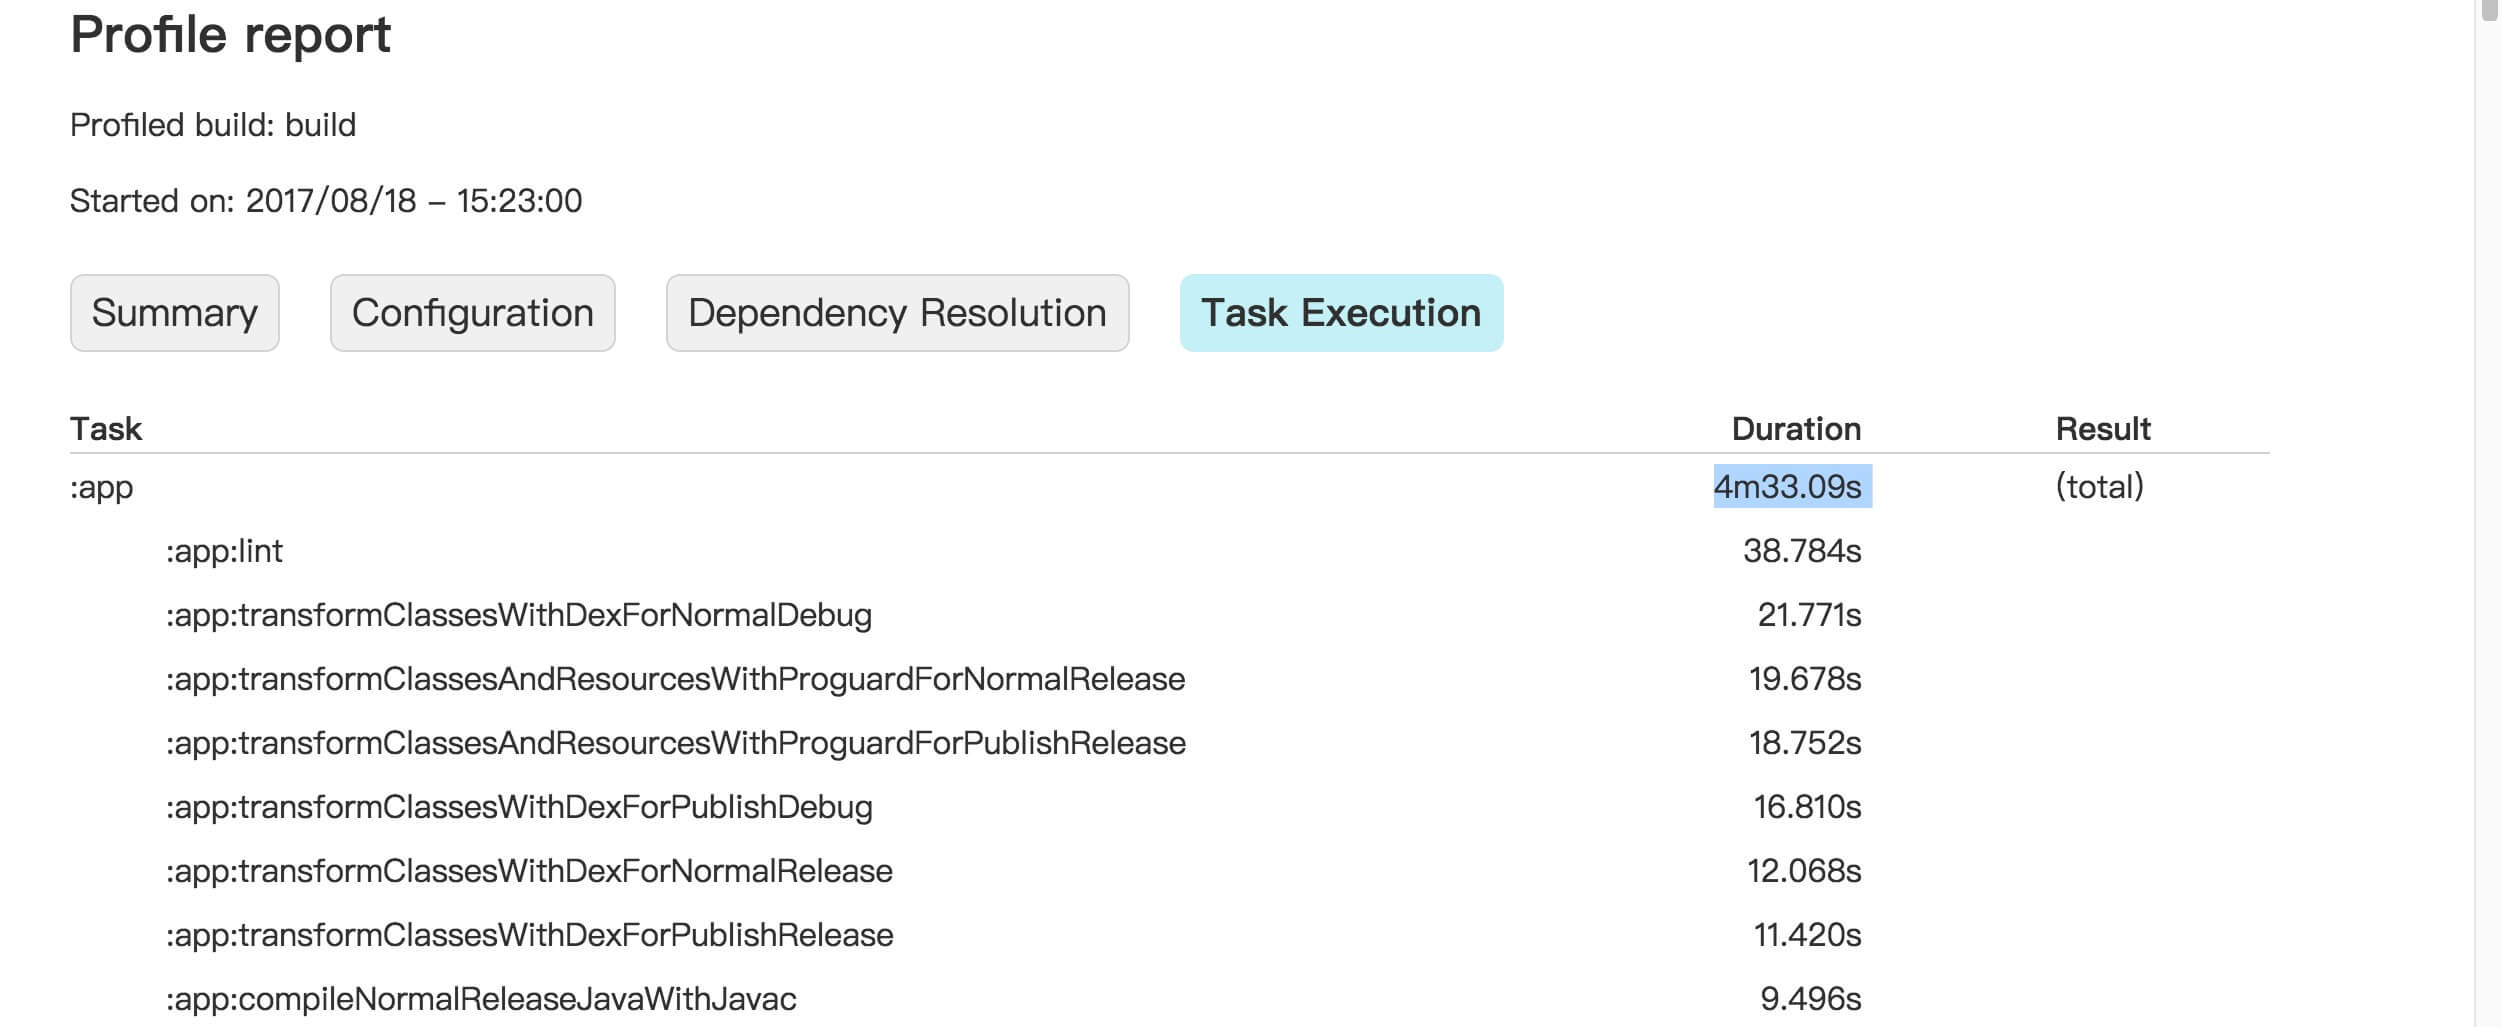 Profile report
Profiled build: build
Started on: 2017/08/18 – 15:23:00
Summary Configuration Dependency Resolution Task Execution
Task Duration Result
:app 4m33.09s (total)
:app:lint 38.784s
:app:transformClassesWithDexForNormalDebug 21.771s
:app:transformClassesAndResourcesWithProguardForNormalRelease 19.678s
:app:transformClassesAndResourcesWithProguardForPublishRelease 18.752s
:app:transformClassesWithDexForPublishDebug 16.810s
:app:transformClassesWithDexForNormalRelease 12.068s
:app:transformClassesWithDexForPublishRelease 11.420s
:app:compileNormalReleaseJavaWithJavac 9.496s